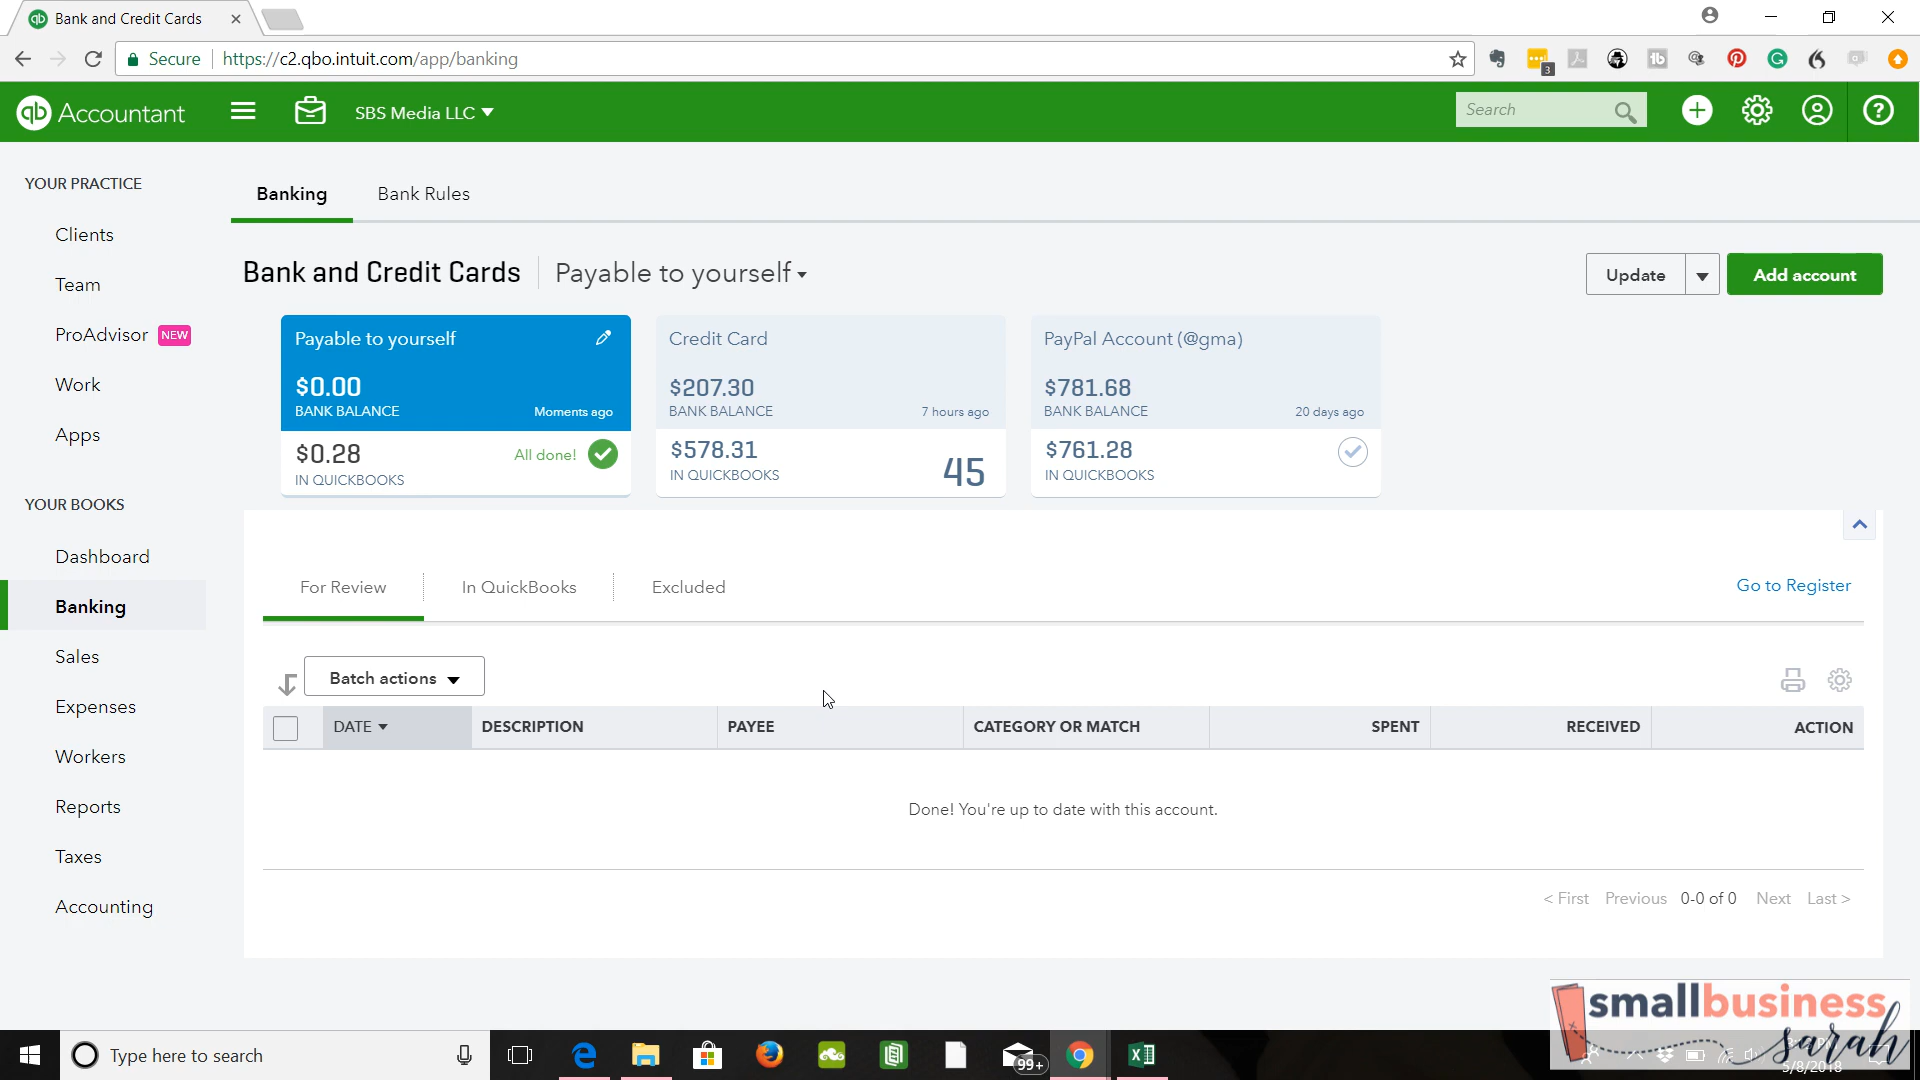 Bank and Credit Cards
Secure
https://c2.qbo.intuit.com/app/banking
3
qb Accountant
SBS Media LLC
Search
YOUR PRACTICE
Clients
Team
ProAdvisor NEW
Work
Apps
YOUR BOOKS
Dashboard
Banking
Sales
Expenses
Workers
Reports
Taxes
Accounting
Banking
Bank Rules
Bank and Credit Cards
Payable to yourself
Update
Add account
Payable to yourself
$0.00
BANK BALANCE
Moments ago
$0.28
IN QUICKBOOKS
All done!
Credit Card
$207.30
BANK BALANCE
7 hours ago
$578.31
IN QUICKBOOKS
45
PayPal Account (@gma)
$781.68
BANK BALANCE
20 days ago
$761.28
IN QUICKBOOKS
For Review
In QuickBooks
Excluded
Go to Register
Batch actions
DATE
DESCRIPTION
PAYEE
CATEGORY OR MATCH
SPENT
RECEIVED
ACTION
Done! You're up to date with this account.
< First Previous 0-0 of 0 Next Last >
smallbusiness
sarah
Type here to search
99+
5/8/2018